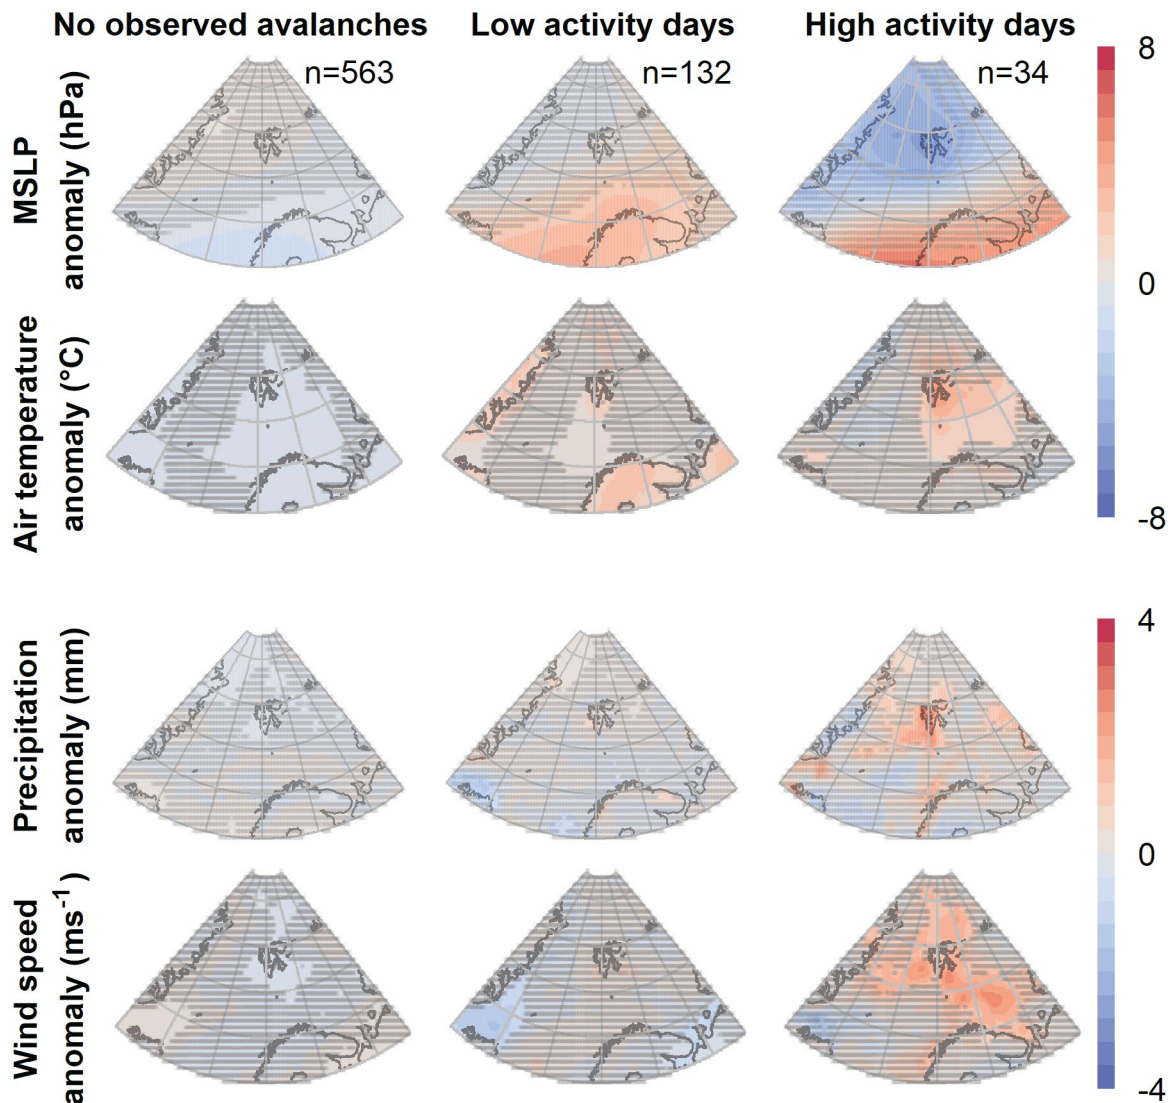 No observed avalanches
Low activity days
High activity days
n=563
n=132
n=34
MSLP
anomaly (hPa)
8
0
-8
Air temperature
anomaly (°C)
Precipitation
anomaly (mm)
4
0
-4
Wind speed
anomaly (ms⁻¹)